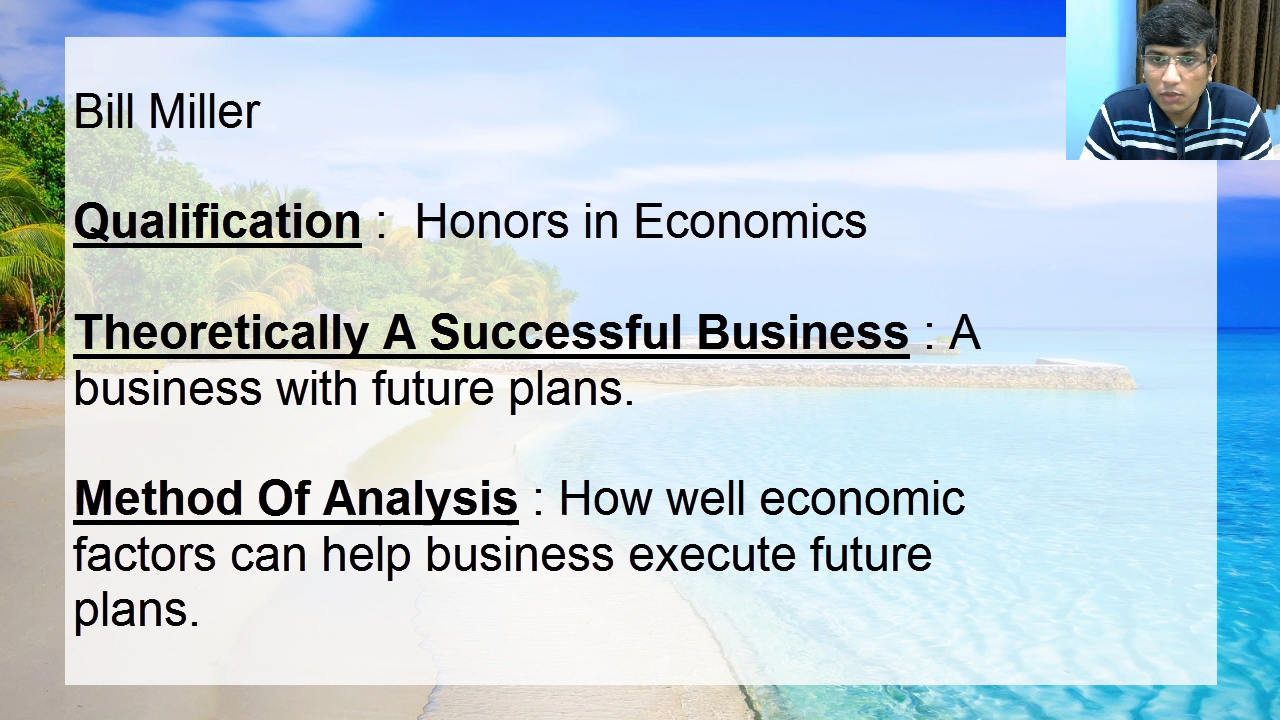 Bill Miller
Qualification :  Honors in Economics
Theoretically A Successful Business : A
business with future plans.
Method Of Analysis : How well economic
factors can help business execute future
plans.